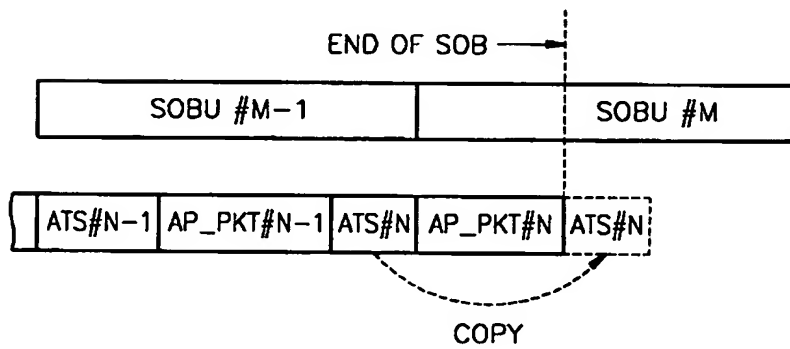 END OF SOB
SOBU #M-1 SOBU #M
ATS#N-1 AP_PKT#N-1 ATS#N AP_PKT#N ATS#N
COPY